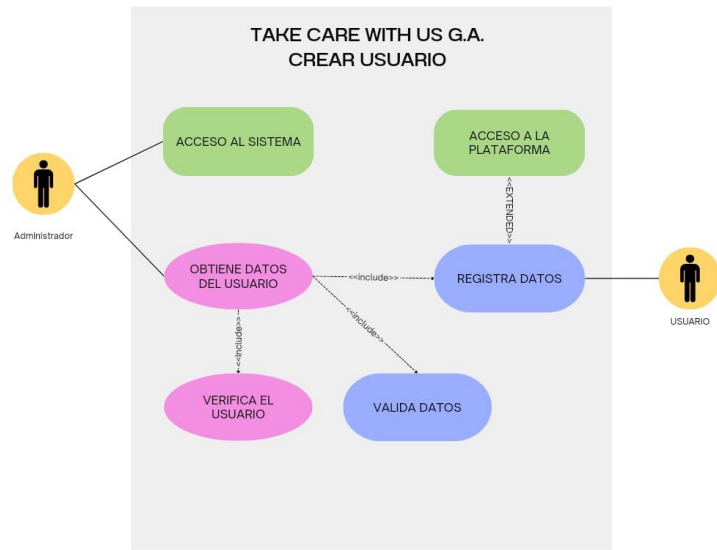 TAKE CARE WITH US G.A.
CREAR USUARIO
ACCESO AL SISTEMA
ACCESO A LA
PLATAFORMA
Administrador
<<EXTENDED>>
OBTIENE DATOS
DEL USUARIO
<<include>>
REGISTRA DATOS
USUARIO
<<include>>
<<include>>
VERIFICA EL
USUARIO
VALIDA DATOS